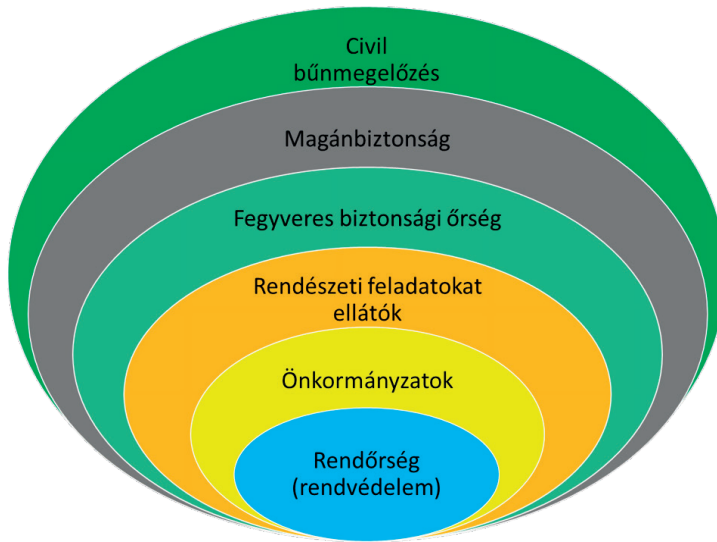 Civil
bűnmegelőzés
Magánbiztonság
Fegyveres biztonsági őrség
Rendészeti feladatokat
ellátók
Önkormányzatok
Rendőrség
(rendvédelem)